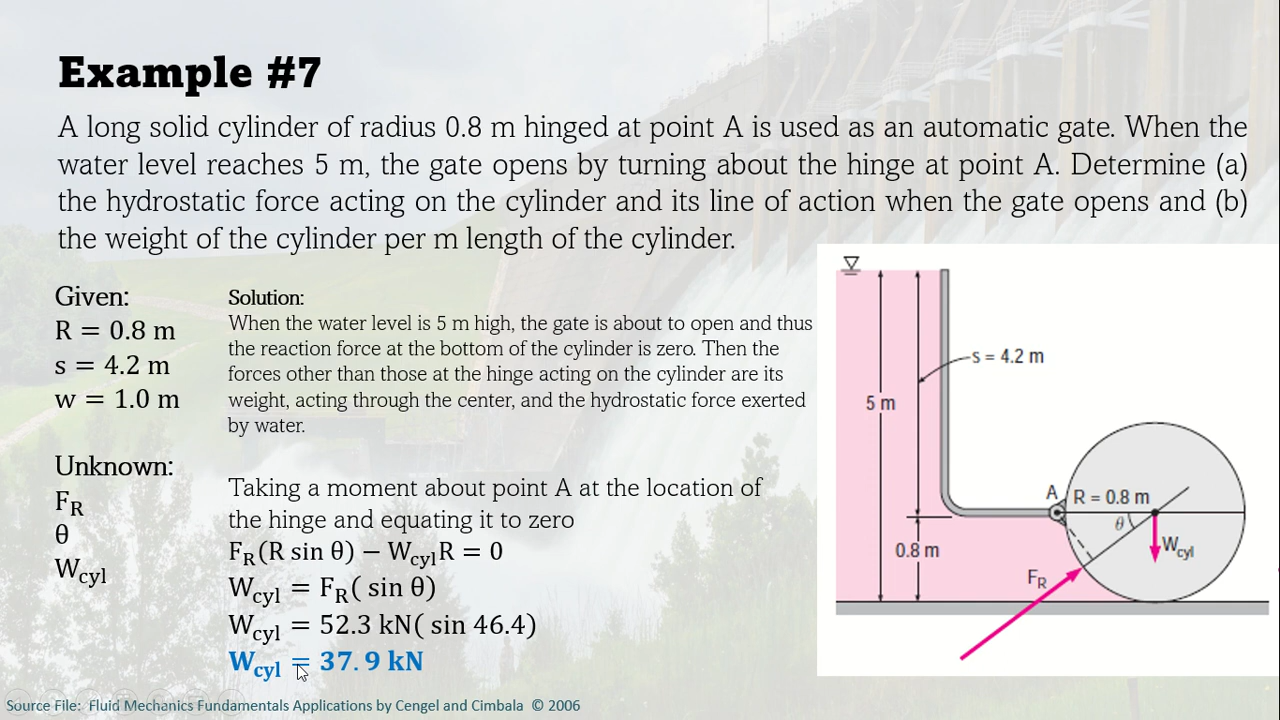 Example #7
A long solid cylinder of radius 0.8 m hinged at point A is used as an automatic gate. When the
water level reaches 5 m, the gate opens by turning about the hinge at point A. Determine (a)
the hydrostatic force acting on the cylinder and its line of action when the gate opens and (b)
the weight of the cylinder per m length of the cylinder.
Given:
R = 0.8 m
s = 4.2 m
w = 1.0 m
Unknown:
F_R
θ
W_cyl
Solution:
When the water level is 5 m high, the gate is about to open and thus
the reaction force at the bottom of the cylinder is zero. Then the
forces other than those at the hinge acting on the cylinder are its
weight, acting through the center, and the hydrostatic force exerted
by water.
Taking a moment about point A at the location of
the hinge and equating it to zero
F_R(R sin θ) − W_cylR = 0
W_cyl = F_R( sin θ)
W_cyl = 52.3 kN( sin 46.4)
W_cyl = 37.9 kN
s = 4.2 m
5 m
A
R = 0.8 m
θ
0.8 m
W_cyl
F_R
Source File: Fluid Mechanics Fundamentals Applications by Cengel and Cimbala © 2006